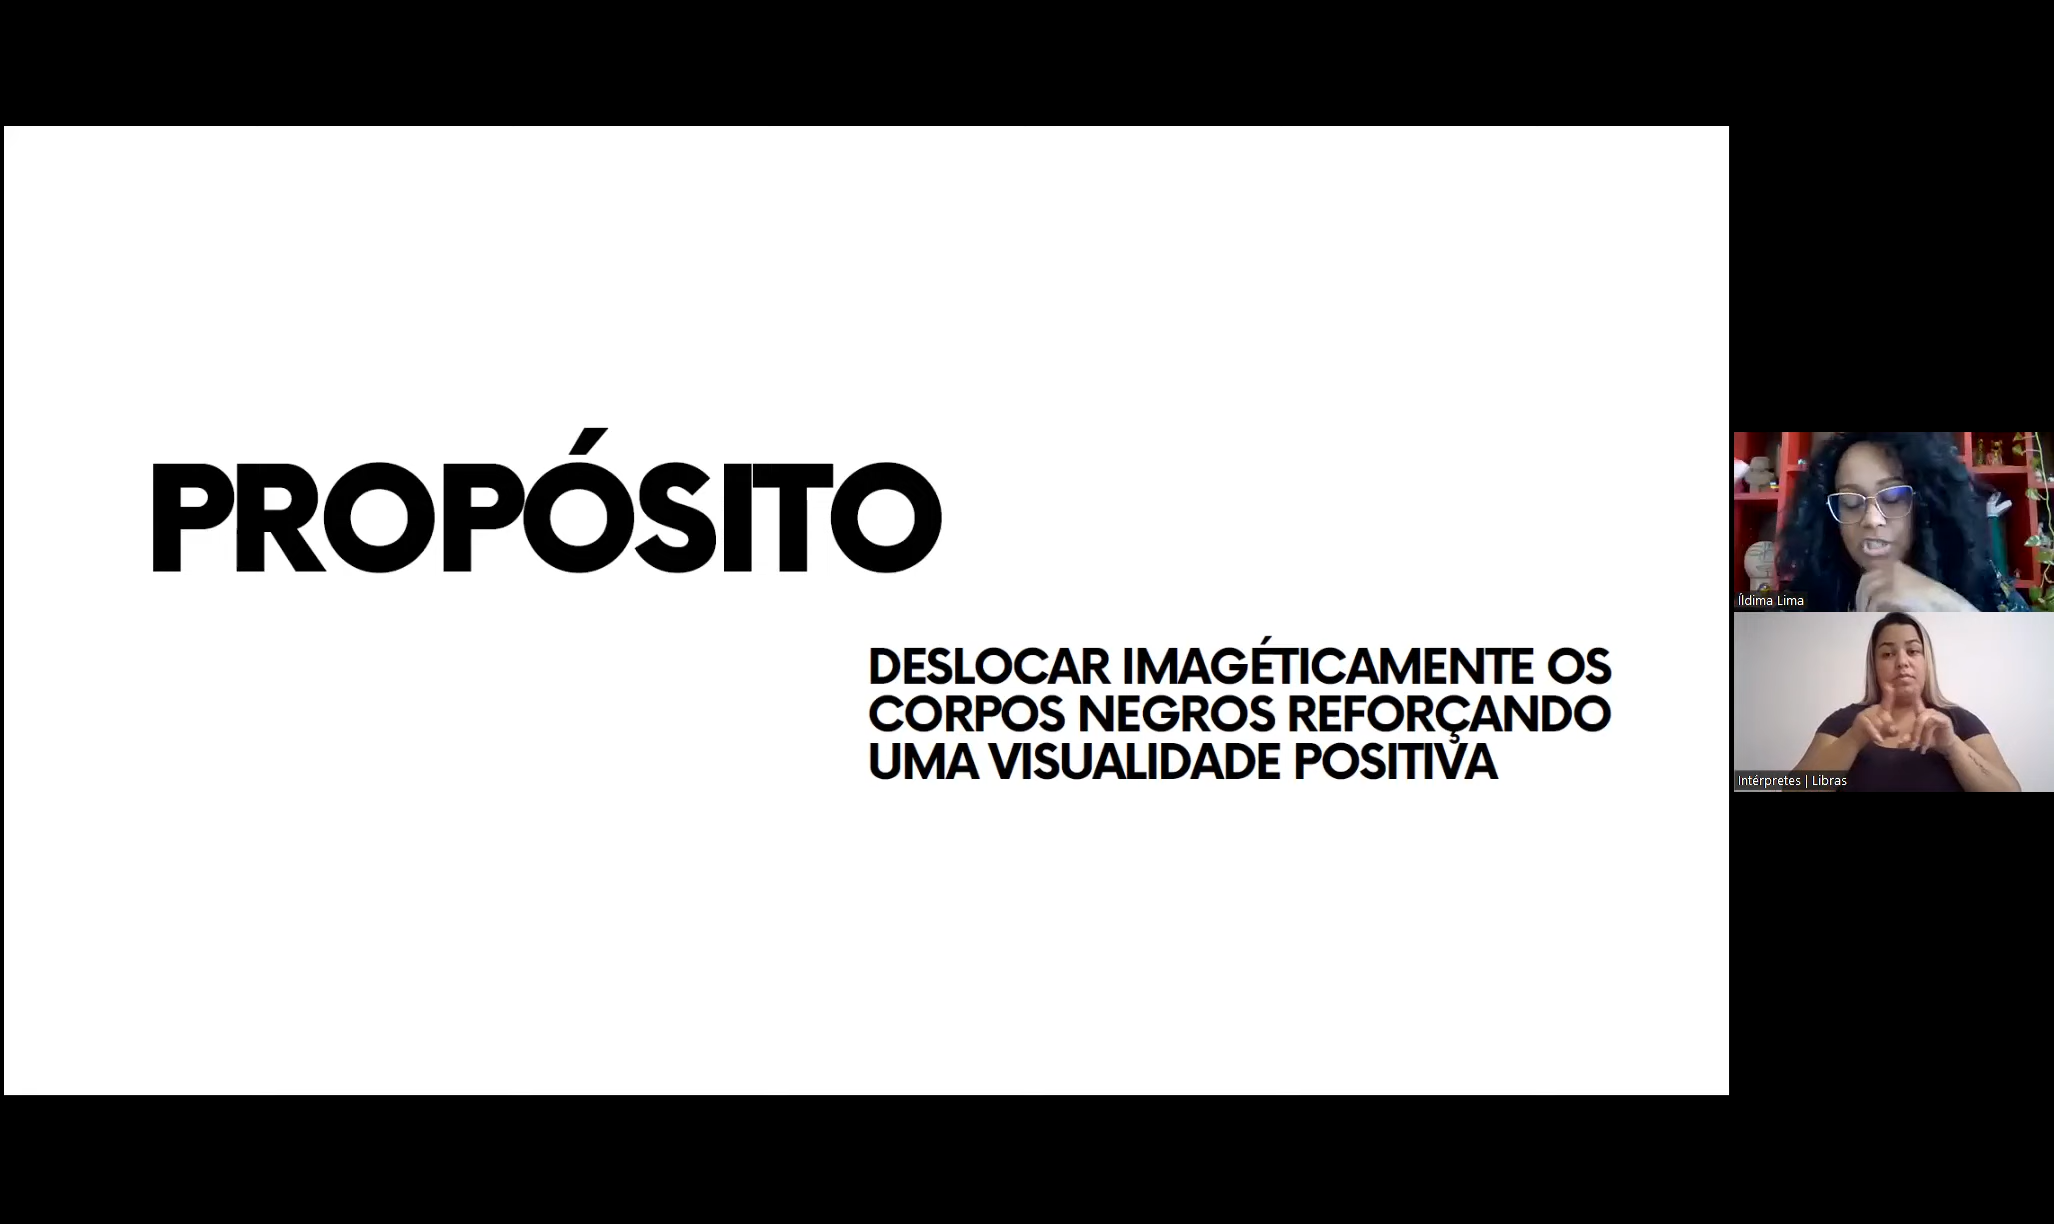 PROPÓSITO
DESLOCAR IMAGÉTICAMENTE OS
CORPOS NEGROS REFORÇANDO
UMA VISUALIDADE POSITIVA
Íldima Lima
Intérpretes | Libras